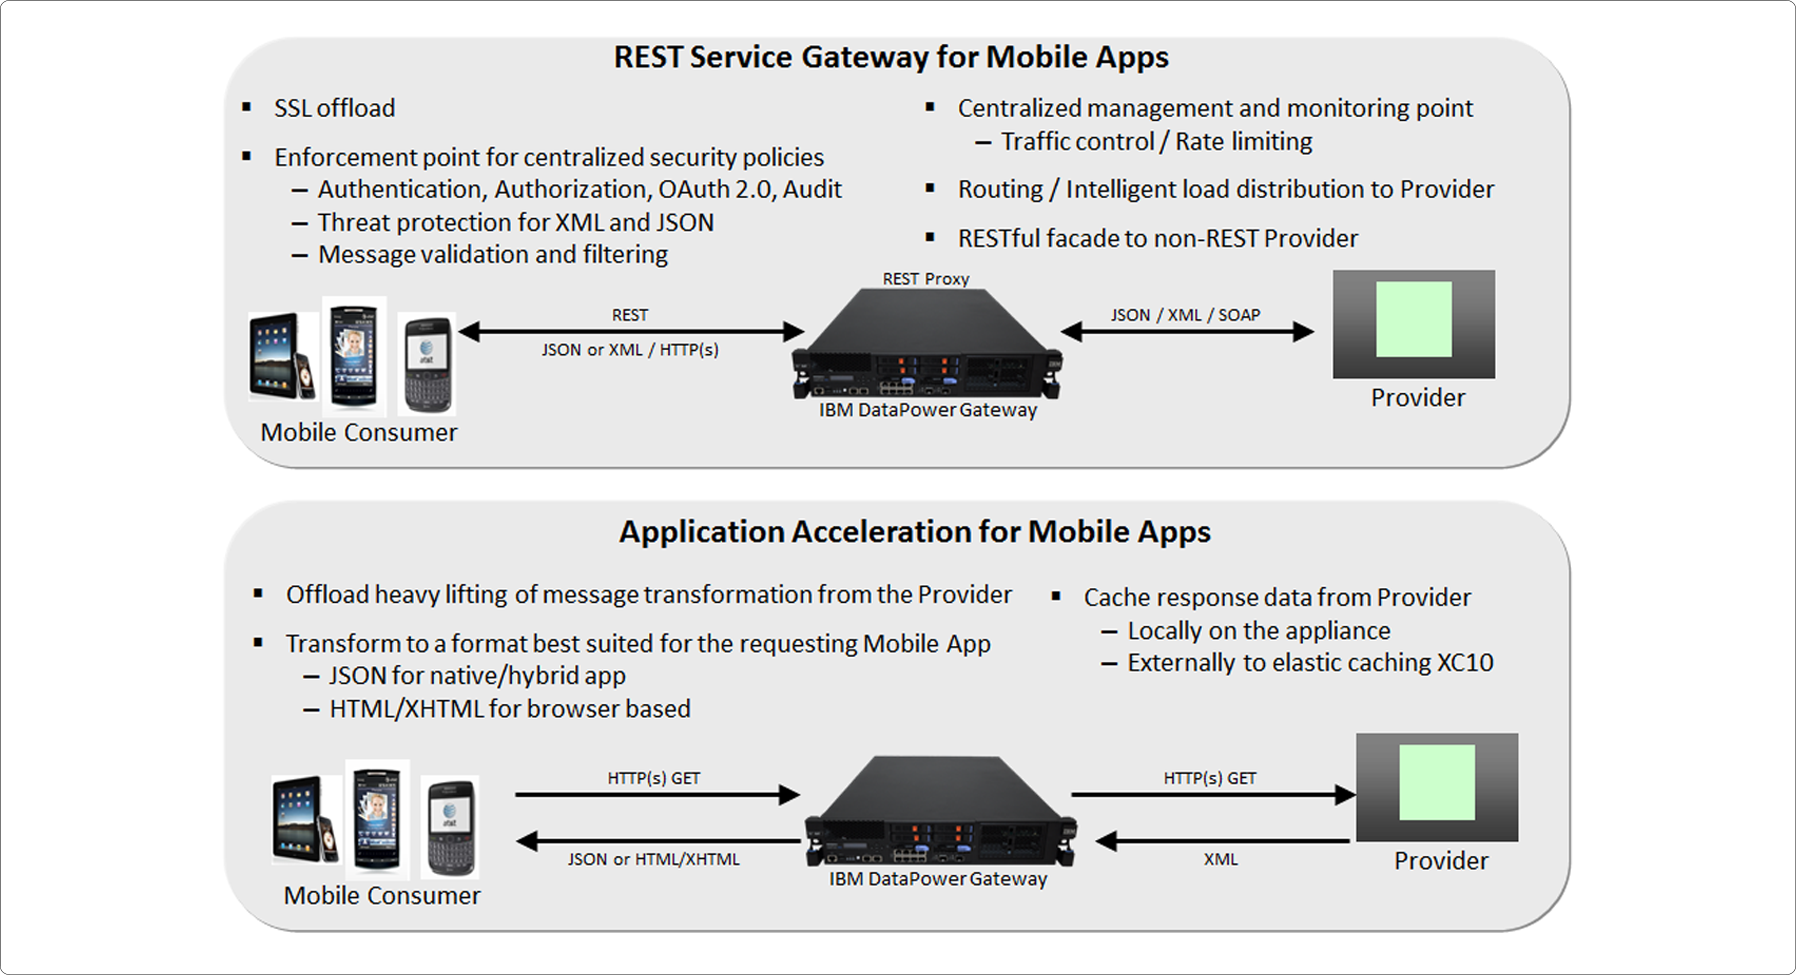 REST Service Gateway for Mobile Apps
▪ SSL offload
▪ Enforcement point for centralized security policies
– Authentication, Authorization, OAuth 2.0, Audit
– Threat protection for XML and JSON
– Message validation and filtering
▪ Centralized management and monitoring point
– Traffic control / Rate limiting
▪ Routing / Intelligent load distribution to Provider
▪ RESTful facade to non-REST Provider
REST Proxy
REST
JSON or XML / HTTP(s)
JSON / XML / SOAP
at&t
IBM
Mobile Consumer
IBM DataPower Gateway
Provider
Application Acceleration for Mobile Apps
▪ Offload heavy lifting of message transformation from the Provider
▪ Transform to a format best suited for the requesting Mobile App
– JSON for native/hybrid app
– HTML/XHTML for browser based
▪ Cache response data from Provider
– Locally on the appliance
– Externally to elastic caching XC10
HTTP(s) GET
JSON or HTML/XHTML
HTTP(s) GET
XML
at&t
IBM
Mobile Consumer
IBM DataPower Gateway
Provider